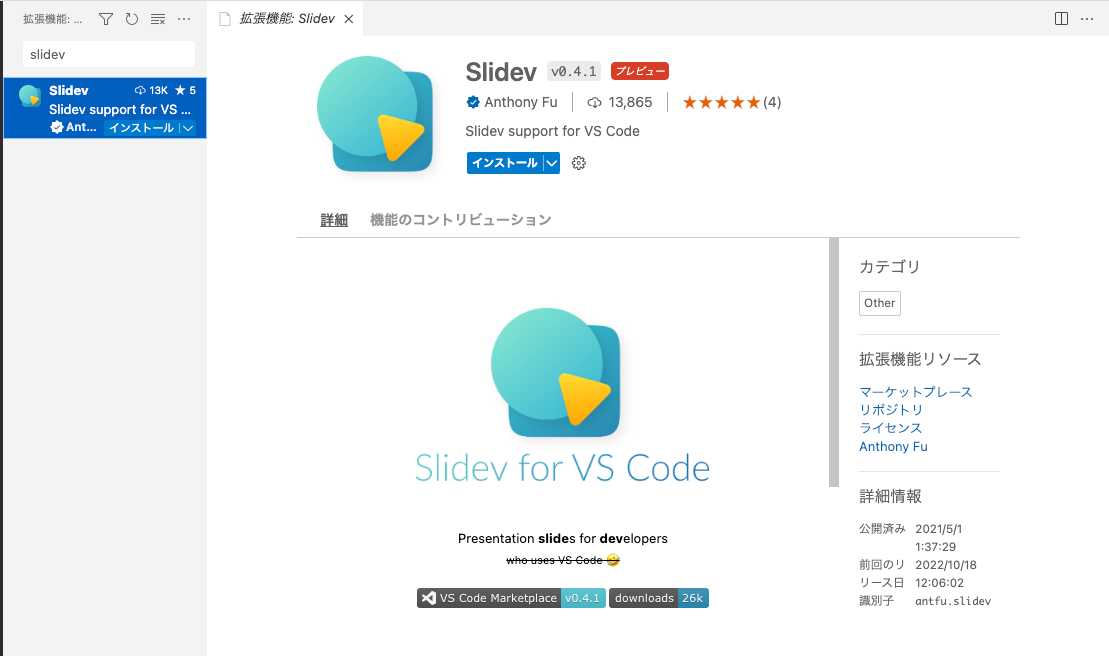 拡張機能: ...
拡張機能: Slidev
slidev
Slidev 13K 5
Slidev support for VS ...
Ant... インストール
Slidev v0.4.1 プレビュー
Anthony Fu 13,865 (4)
Slidev support for VS Code
インストール
詳細 機能のコントリビューション
Slidev for VS Code
Presentation slides for developers
who uses VS Code 🤣
VS Code Marketplace v0.4.1 downloads 26k
カテゴリ
Other
拡張機能リソース
マーケットプレース
リポジトリ
ライセンス
Anthony Fu
詳細情報
公開済み 2021/5/1
1:37:29
前回のリ 2022/10/18
リース日 12:06:02
識別子 antfu.slidev